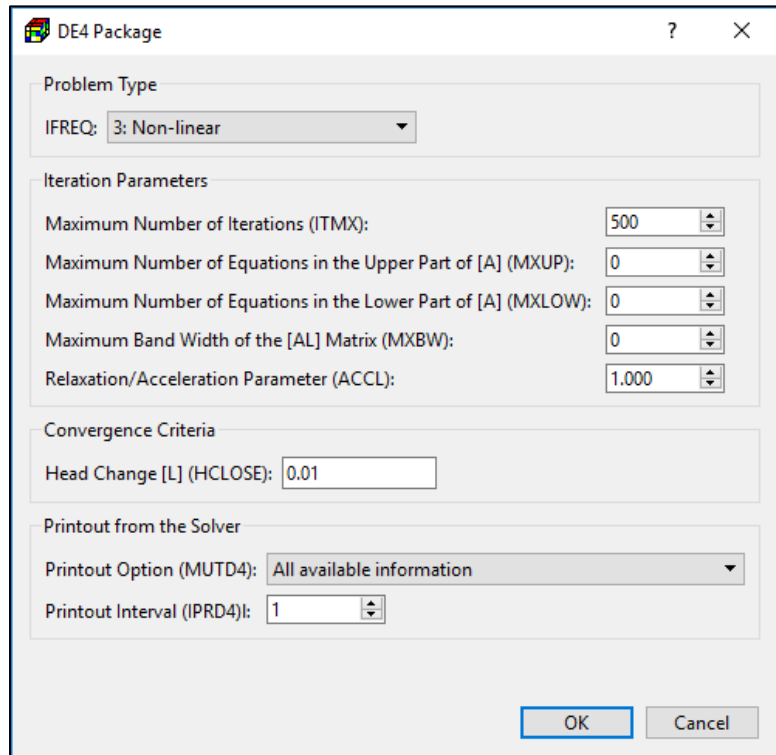 DE4 Package ?
Problem Type
IFREQ: 3: Non-linear
Iteration Parameters
Maximum Number of Iterations (ITMX): 500
Maximum Number of Equations in the Upper Part of [A] (MXUP): 0
Maximum Number of Equations in the Lower Part of [A] (MXLOW): 0
Maximum Band Width of the [AL] Matrix (MXBW): 0
Relaxation/Acceleration Parameter (ACCL): 1.000
Convergence Criteria
Head Change [L] (HCLOSE): 0.01
Printout from the Solver
Printout Option (MUTD4): All available information
Printout Interval (IPRD4)I: 1
OK Cancel